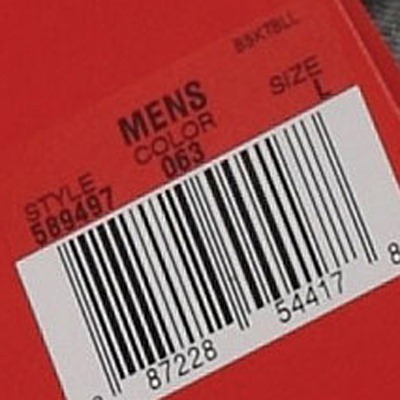 BSKTBLL
MENS
SIZE
L
COLOR
063
STYLE
589497
87228 54417 8